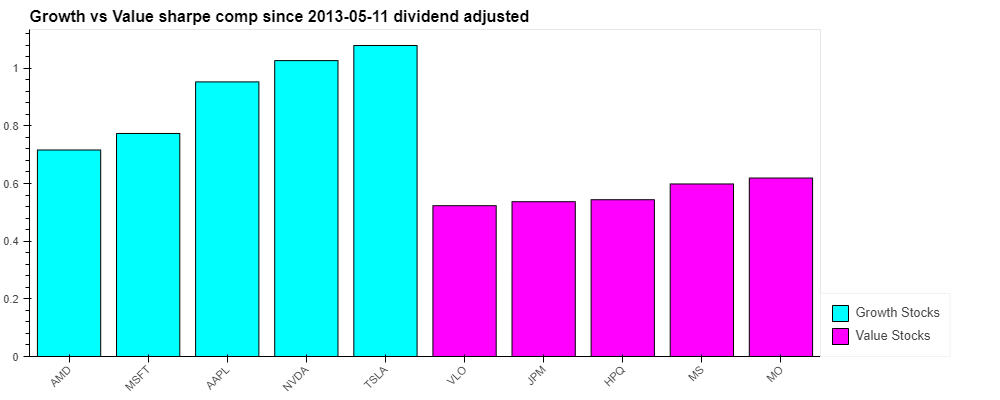 Growth vs Value sharpe comp since 2013-05-11 dividend adjusted
1
0.8
0.6
0.4
0.2
0
AMD
MSFT
AAPL
NVDA
TSLA
VLO
JPM
HPQ
MS
MO
Growth Stocks
Value Stocks